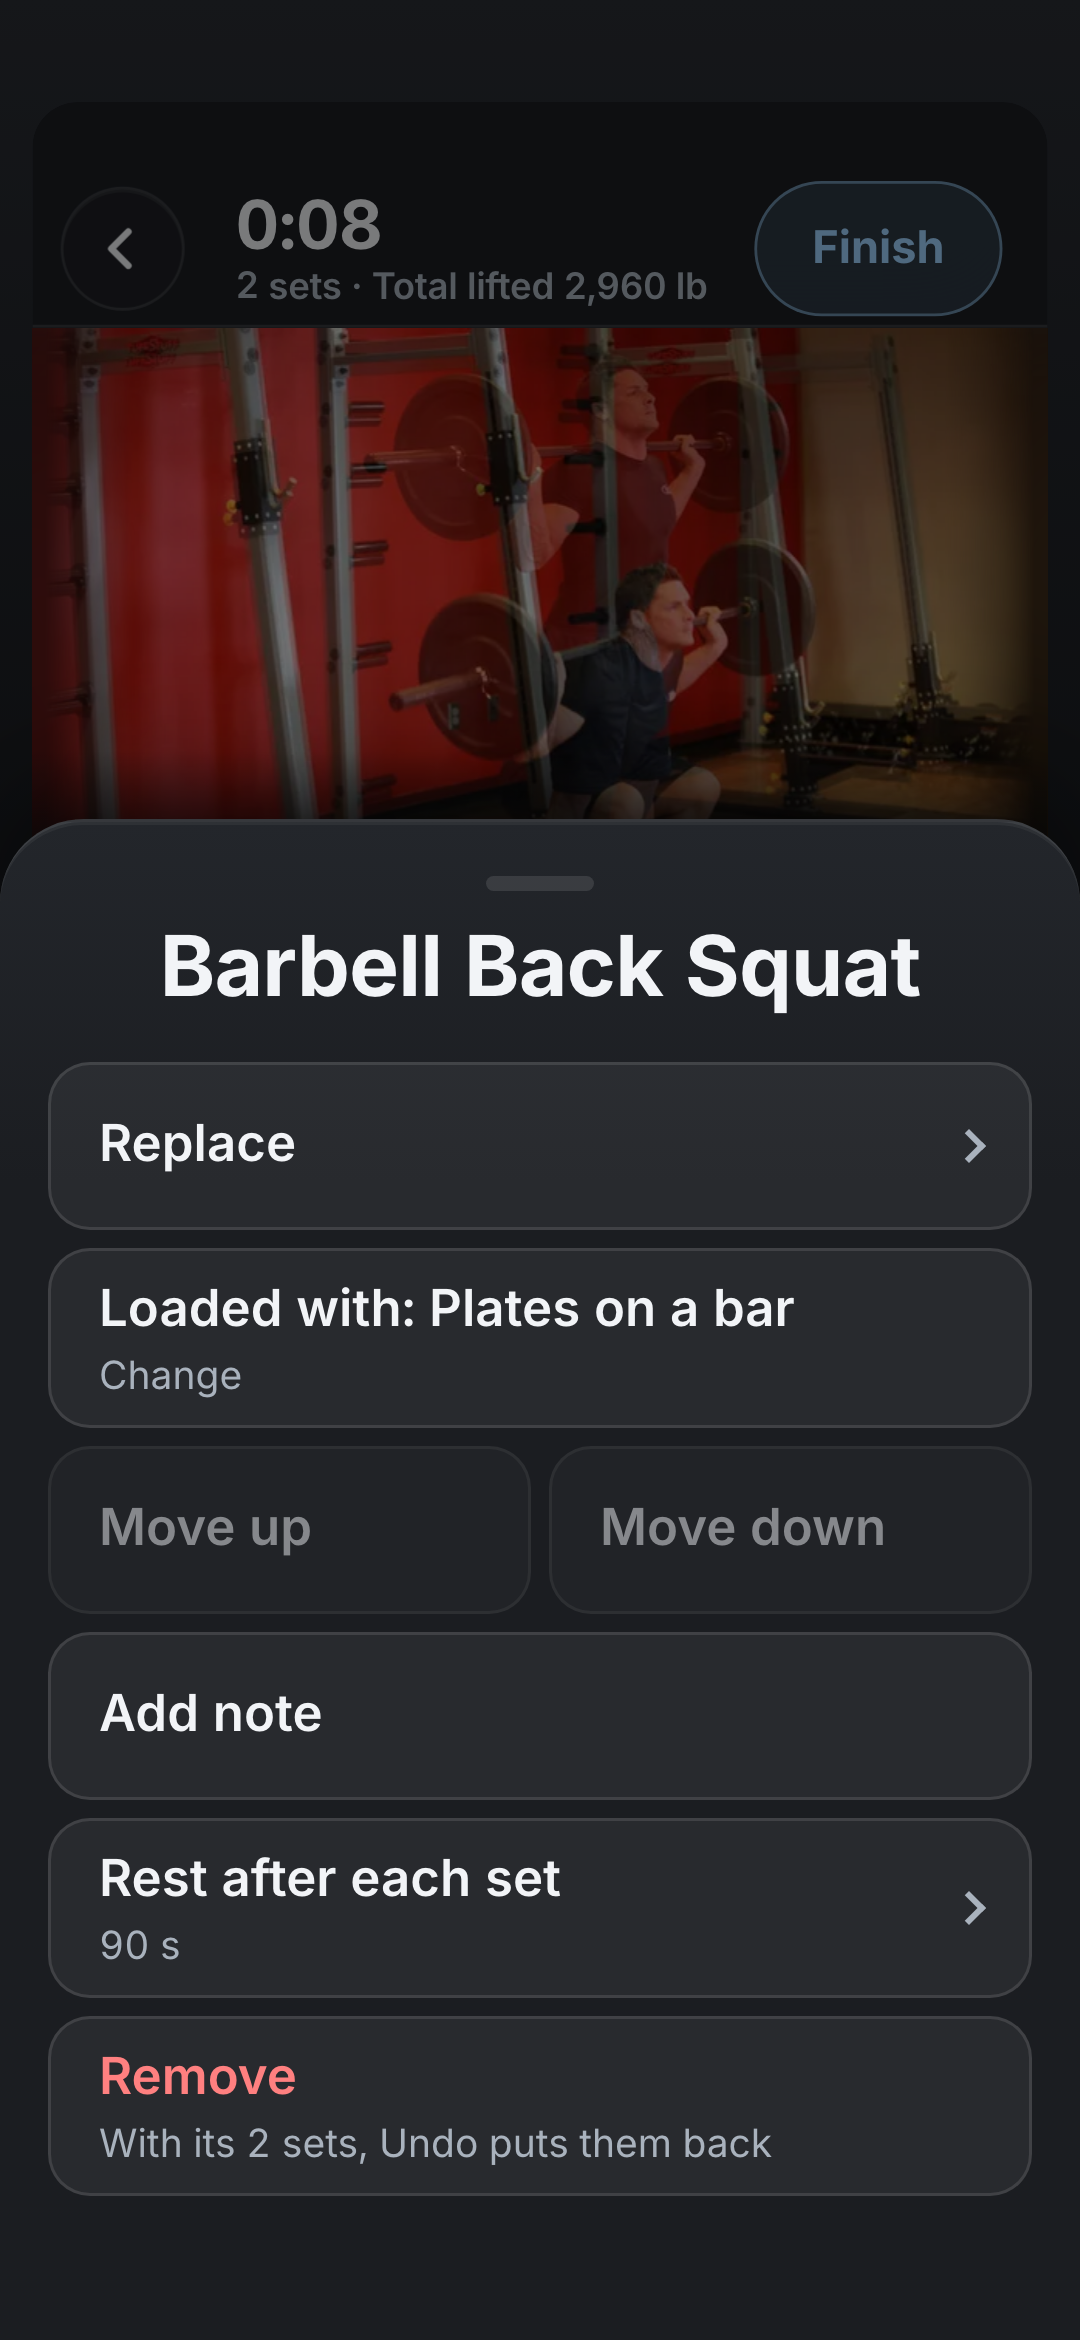 0:08
2 sets · Total lifted 2,960 lb
Finish
Barbell Back Squat
Replace
Loaded with: Plates on a bar
Change
Move up
Move down
Add note
Rest after each set
90 s
Remove
With its 2 sets, Undo puts them back